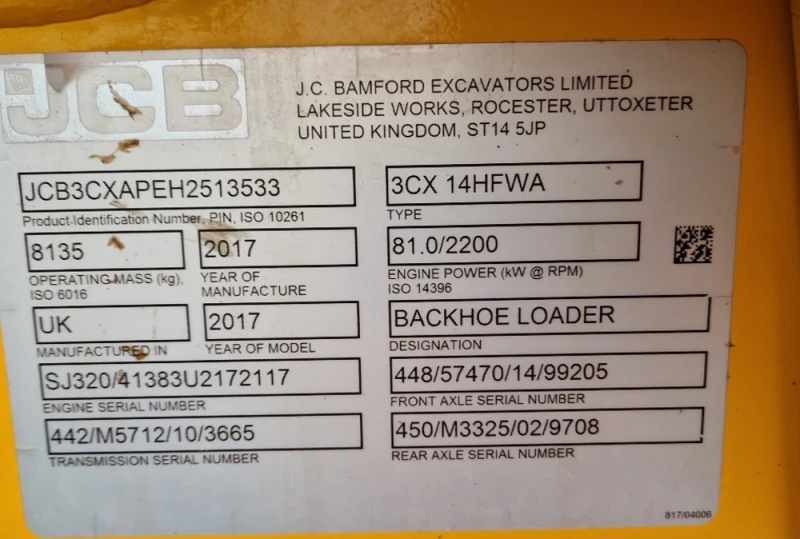 JCB
J.C. BAMFORD EXCAVATORS LIMITED
LAKESIDE WORKS, ROCESTER, UTTOXETER
UNITED KINGDOM, ST14 5JP
JCB3CXAPEH2513533
Product Identification Number, PIN, ISO 10261
3CX 14HFWA
TYPE
8135
OPERATING MASS (kg),
ISO 6016
2017
YEAR OF
MANUFACTURE
81.0/2200
ENGINE POWER (kW @ RPM)
ISO 14396
UK
MANUFACTURED IN
2017
YEAR OF MODEL
BACKHOE LOADER
DESIGNATION
SJ320/41383U2172117
ENGINE SERIAL NUMBER
448/57470/14/99205
FRONT AXLE SERIAL NUMBER
442/M5712/10/3665
TRANSMISSION SERIAL NUMBER
450/M3325/02/9708
REAR AXLE SERIAL NUMBER
817/04006